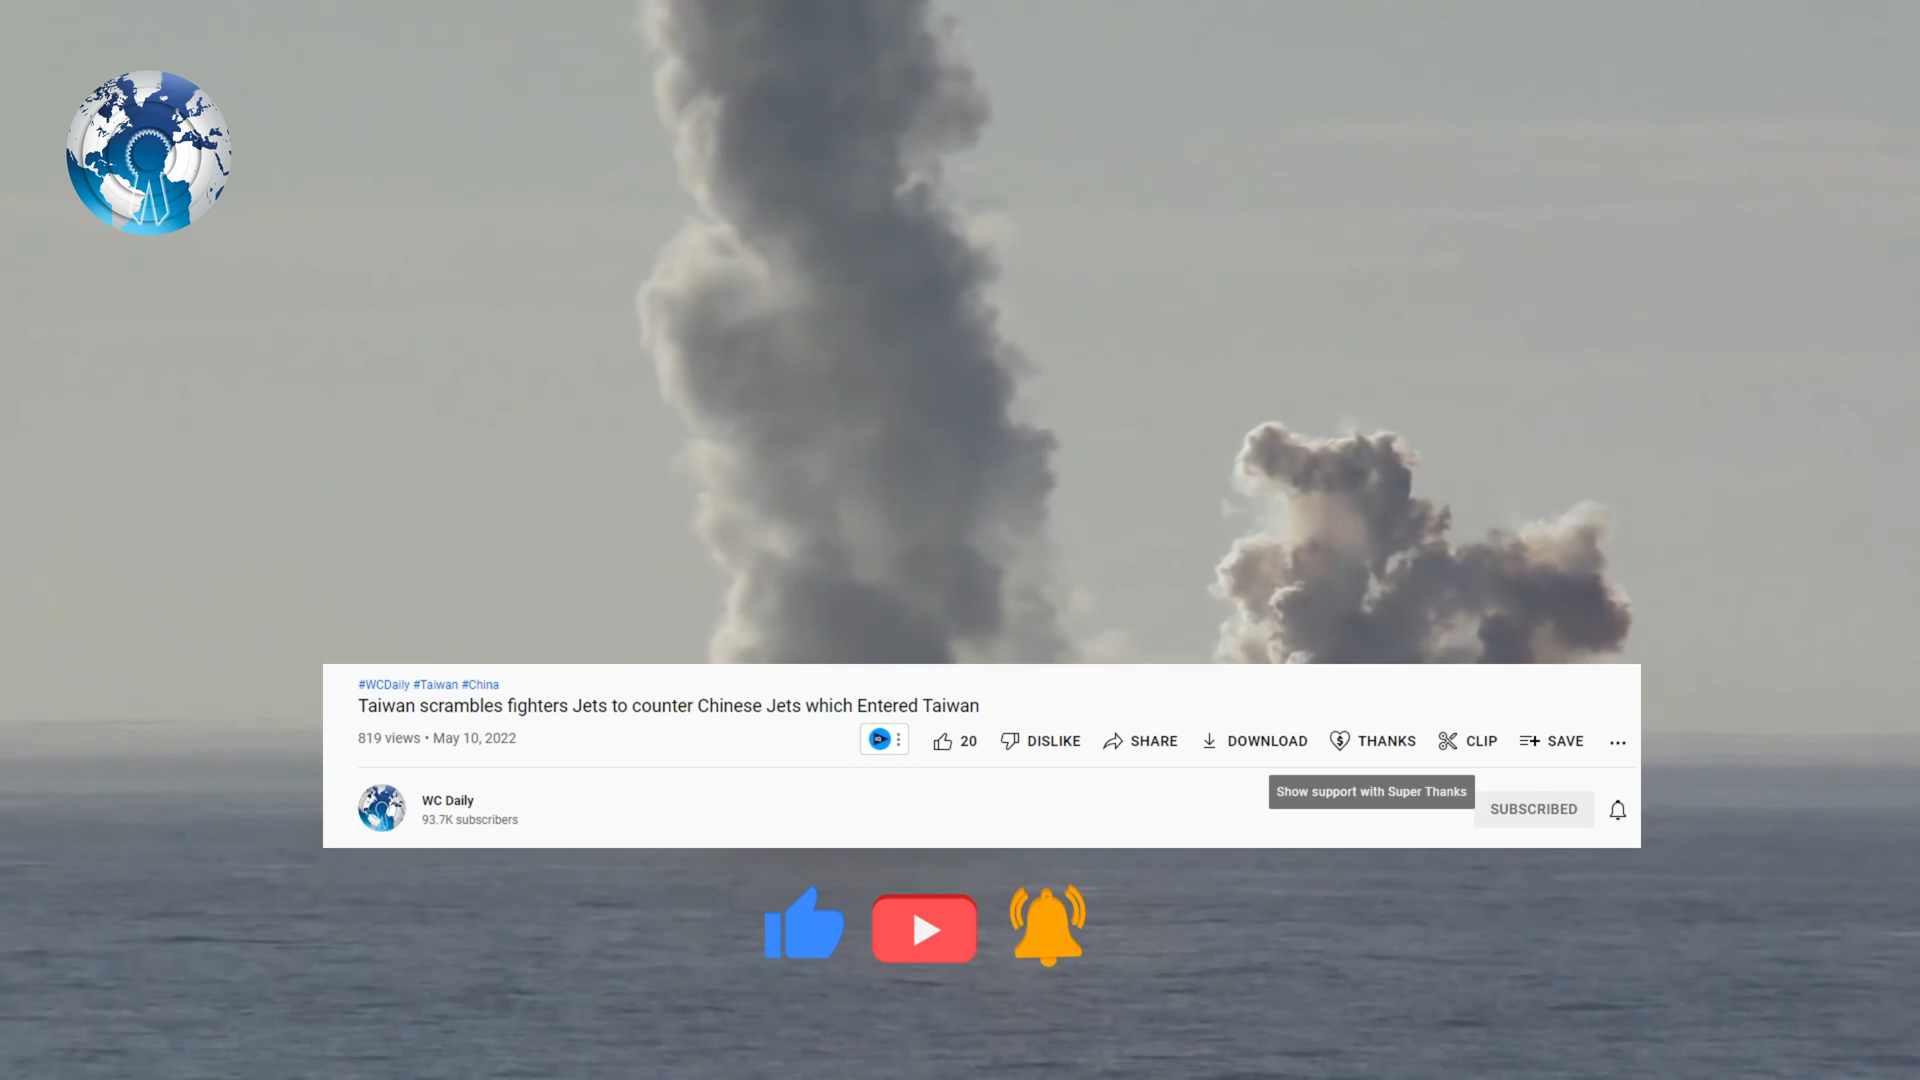 #WCDaily #Taiwan #China
Taiwan scrambles fighters Jets to counter Chinese Jets which Entered Taiwan
819 views • May 10, 2022
20 DISLIKE SHARE DOWNLOAD THANKS CLIP SAVE
Show support with Super Thanks
WC Daily
93.7K subscribers
SUBSCRIBED